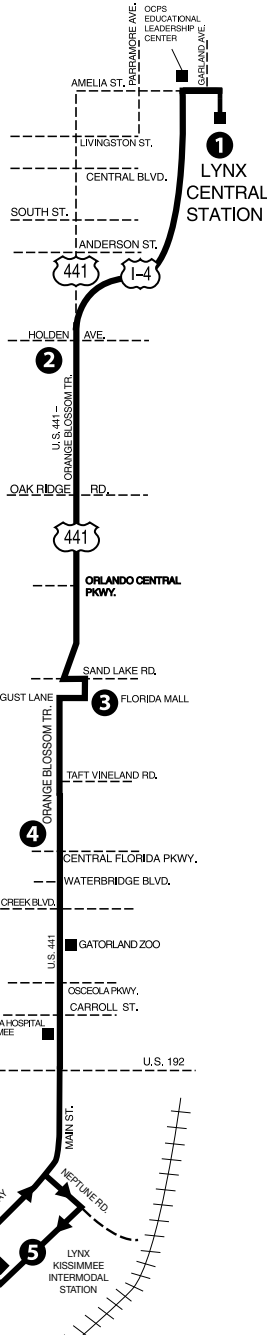 PARRAMORE AVE.
OCPS
EDUCATIONAL
LEADERSHIP
CENTER
GARLAND AVE.
AMELIA ST.
1
LYNX
CENTRAL
STATION
LIVINGSTON ST.
CENTRAL BLVD.
SOUTH ST.
ANDERSON ST.
441
I-4
HOLDEN AVE.
2
U.S. 441–
ORANGE BLOSSOM TR.
OAK RIDGE RD.
441
ORLANDO CENTRAL
PKWY.
SAND LAKE RD.
GUST LANE
3
FLORIDA MALL
ORANGE BLOSSOM TR.
TAFT VINELAND RD.
4
CENTRAL FLORIDA PKWY.
WATERBRIDGE BLVD.
CREEK BLVD.
U.S. 441
GATORLAND ZOO
OSCEOLA PKWY.
CARROLL ST.
A HOSPITAL
MEE
U.S. 192
MAIN ST.
NEPTUNE RD.
AY
5
LYNX
KISSIMMEE
INTERMODAL
STATION